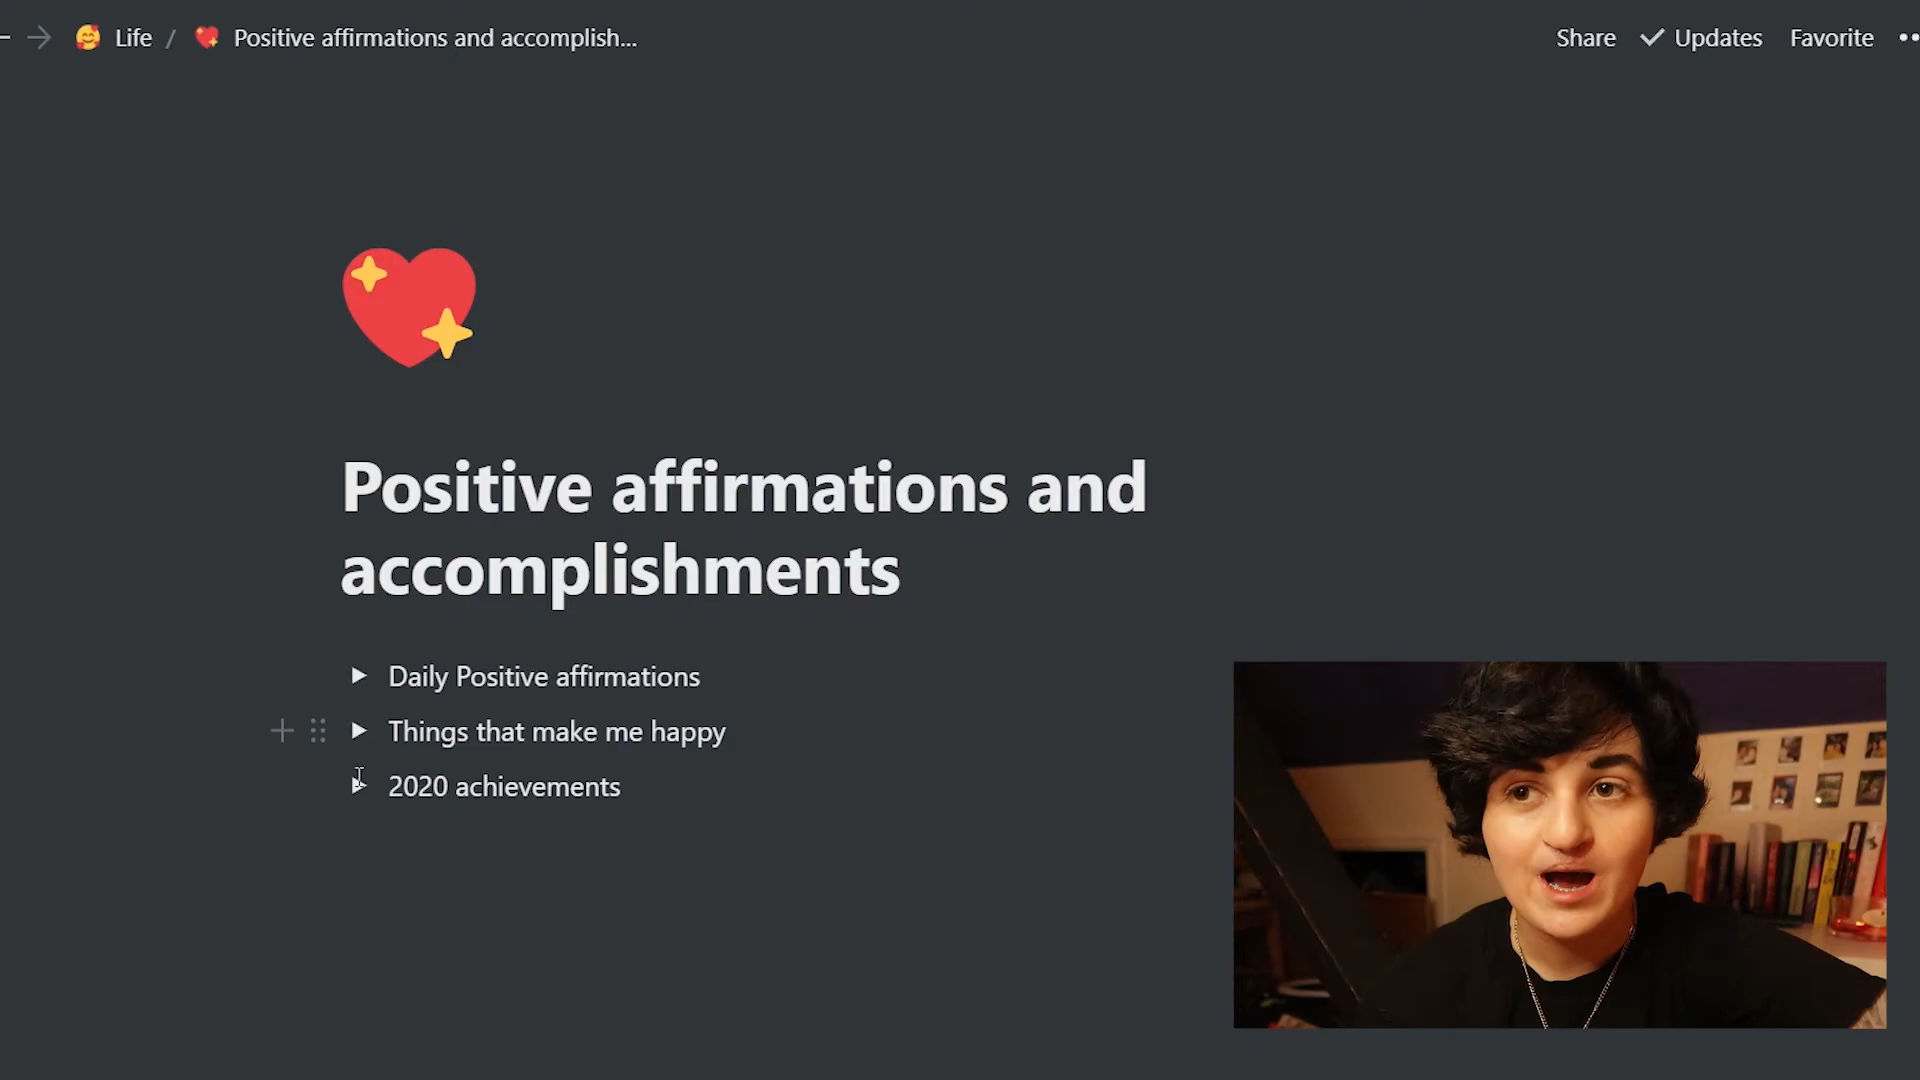 Life / Positive affirmations and accomplish...
Share Updates Favorite
Positive affirmations and
accomplishments
Daily Positive affirmations
Things that make me happy
2020 achievements